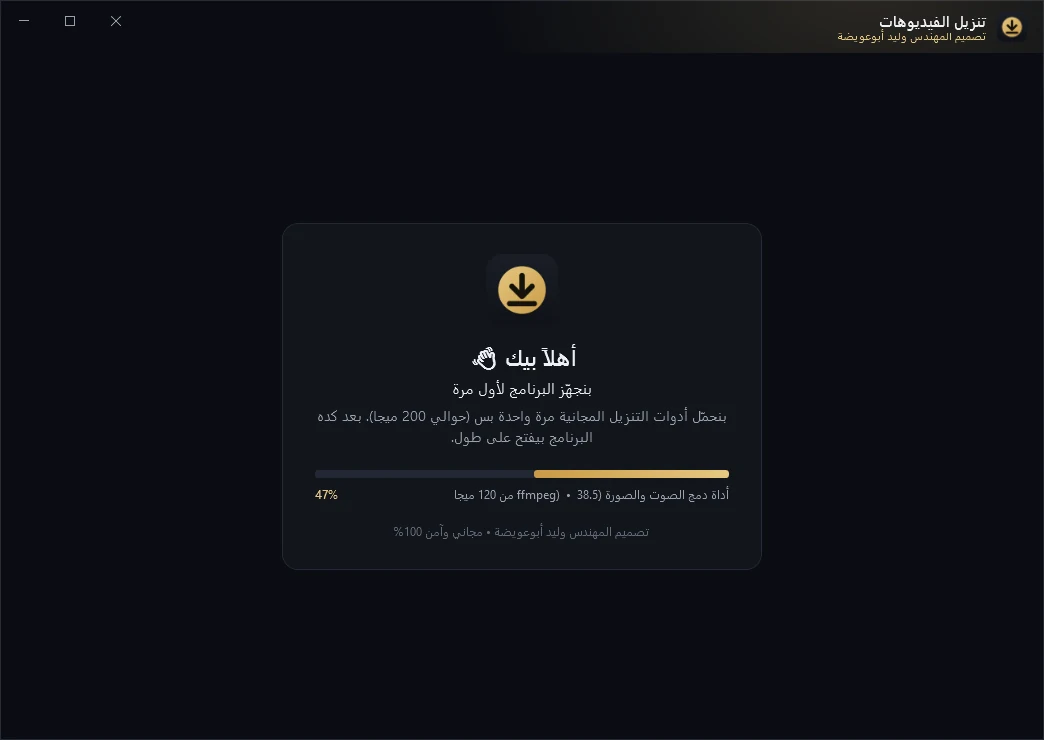 تنزيل الفيديوهات
تصميم المهندس وليد أبوعويضة
أهلاً بيك 👋
بنجهّز البرنامج لأول مرة
بنحمّل أدوات التنزيل المجانية مرة واحدة بس (حوالي 200 ميجا). بعد كده
البرنامج بيفتح على طول.
أداة دمج الصوت والصورة (ffmpeg) • 38.5 من 120 ميجا
47%
تصميم المهندس وليد أبوعويضة • مجاني وآمن 100%